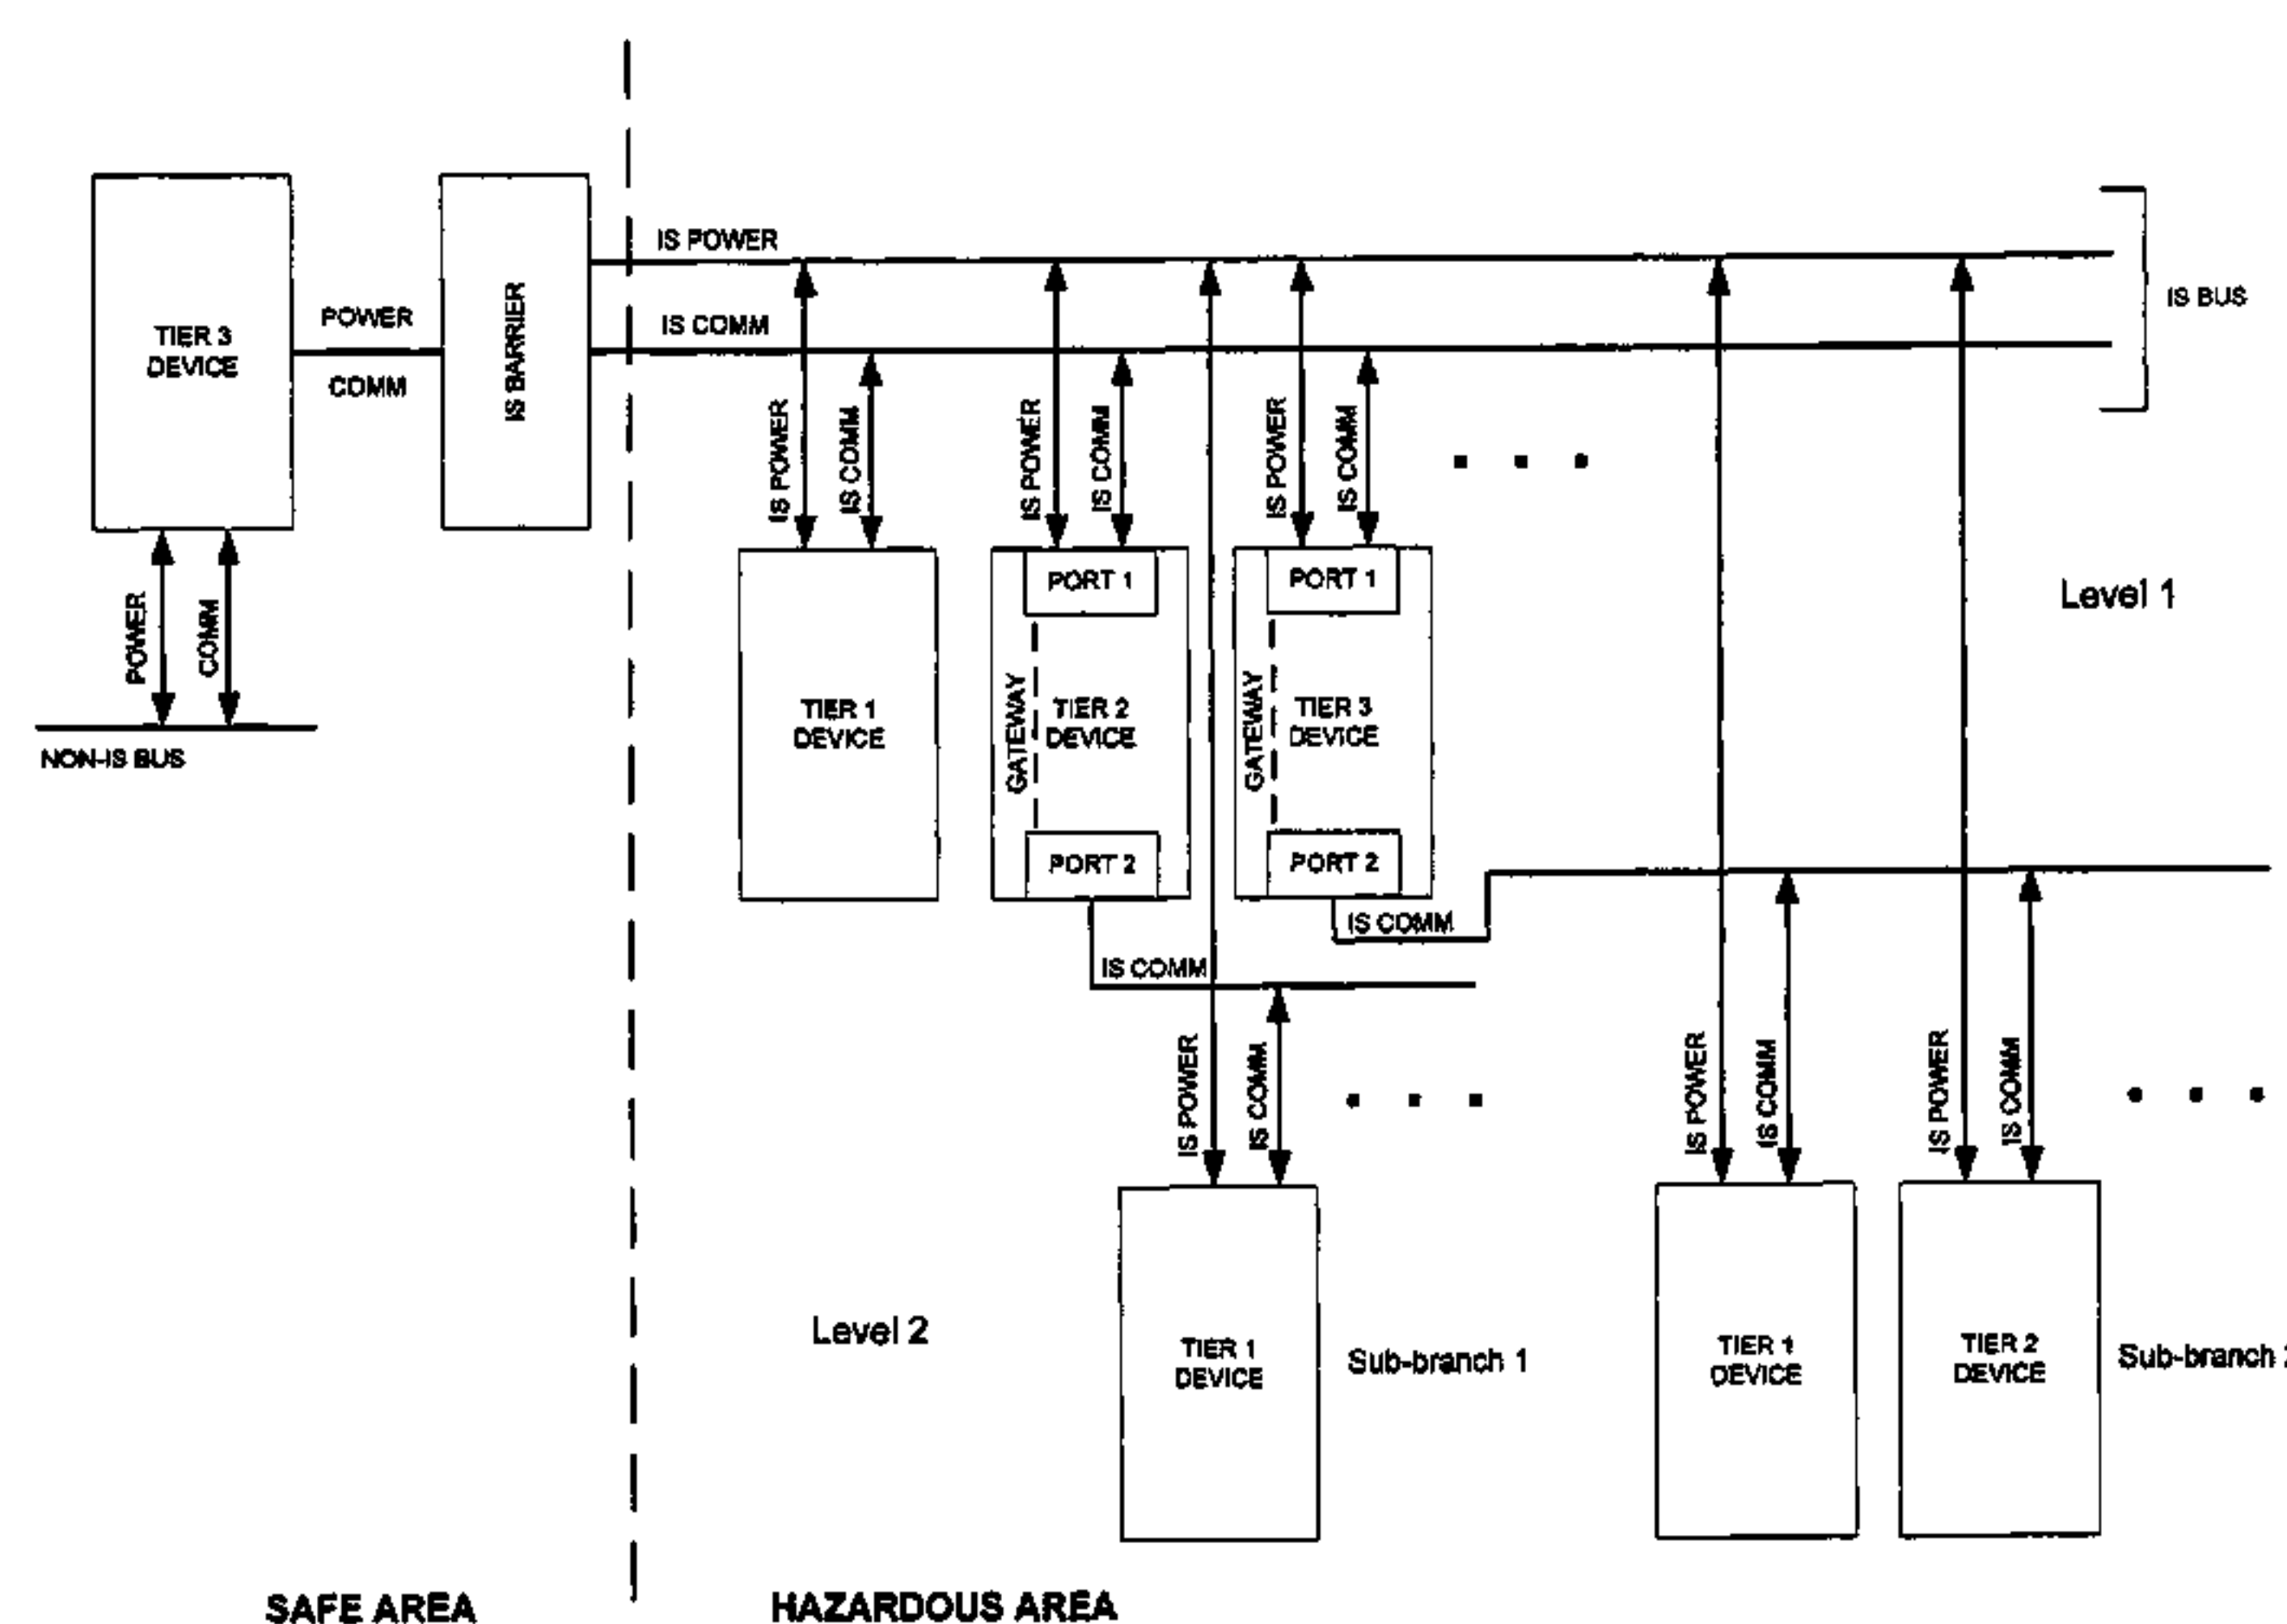 IS POWER
IS COMM
IS BUS
TIER 3
DEVICE
POWER
COMM
IS BARRIER
IS POWER
IS COMM
IS POWER
IS COMM
IS POWER
IS COMM
POWER
COMM
NON-IS BUS
PORT 1
PORT 1
Level 1
TIER 1
DEVICE
GATEWAY
TIER 2
DEVICE
GATEWAY
TIER 3
DEVICE
PORT 2
PORT 2
IS COMM
IS COMM
IS POWER
IS COMM
IS POWER
IS COMM
IS POWER
IS COMM
Level 2
TIER 1
DEVICE
Sub-branch 1
TIER 1
DEVICE
TIER 2
DEVICE
Sub-branch
SAFE AREA
HAZARDOUS AREA